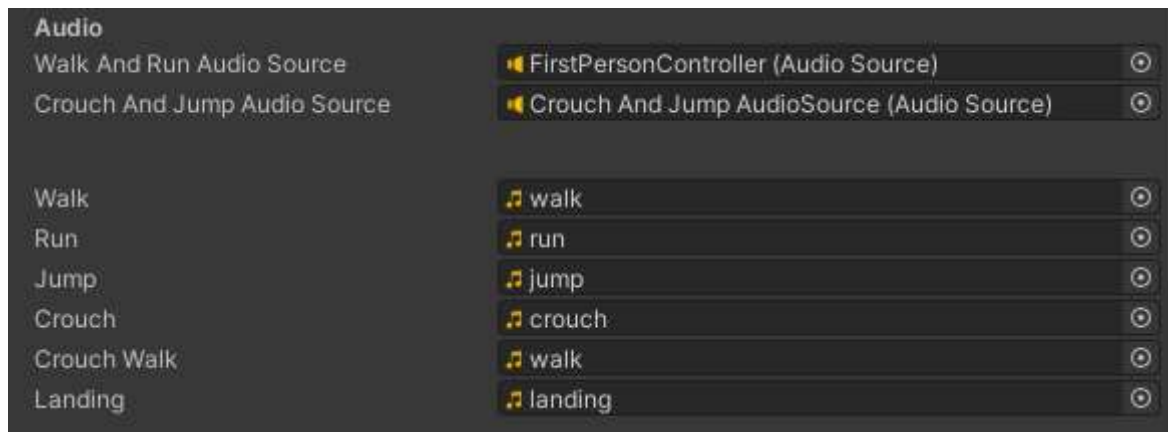 Audio
Walk And Run Audio Source FirstPersonController (Audio Source)
Crouch And Jump Audio Source Crouch And Jump AudioSource (Audio Source)
Walk walk
Run run
Jump jump
Crouch crouch
Crouch Walk walk
Landing landing